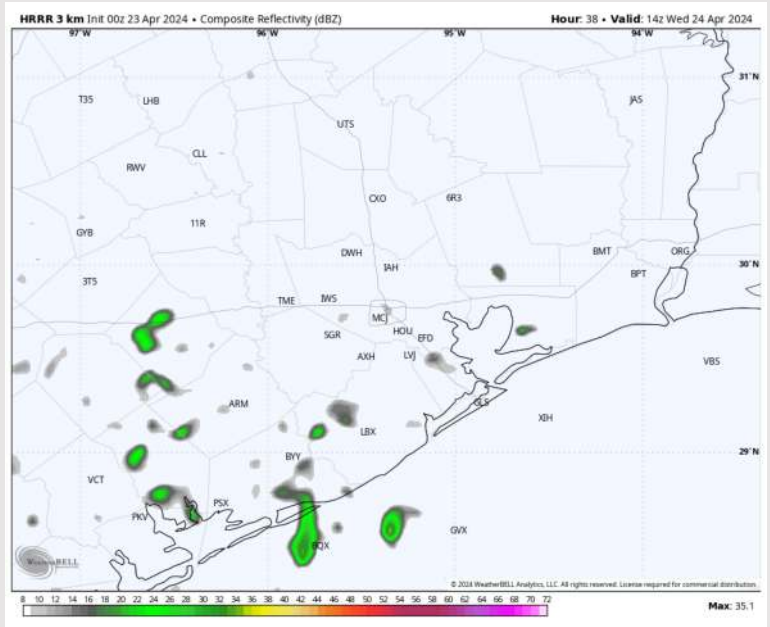 HRRR 3 km Init 00z 23 Apr 2024 • Composite Reflectivity (dBZ) Hour: 38 • Valid: 14z Wed 24 Apr 2024
97°W 96°W 95°W 94°W
31°N
T35 LHB JAS
UTS
CLL
RWV
CXO 6R3
11R
GYB
DWH BMT ORG
IAH 30°N
BPT
3T5
TME IWS
MCJ
SGR HOU EFD
AXH LVJ
VBS
ARM GLS
XIH
LBX
29°N
BYY
VCT
PSX
PKV
GVX
BQX
WeatherBELL
© 2024 WeatherBELL Analytics, LLC. All rights reserved. License required for commercial distribution.
8 10 12 14 16 18 20 22 24 26 28 30 32 34 36 38 40 42 44 46 48 50 52 54 56 58 60 62 64 66 68 70 72 Max: 35.1